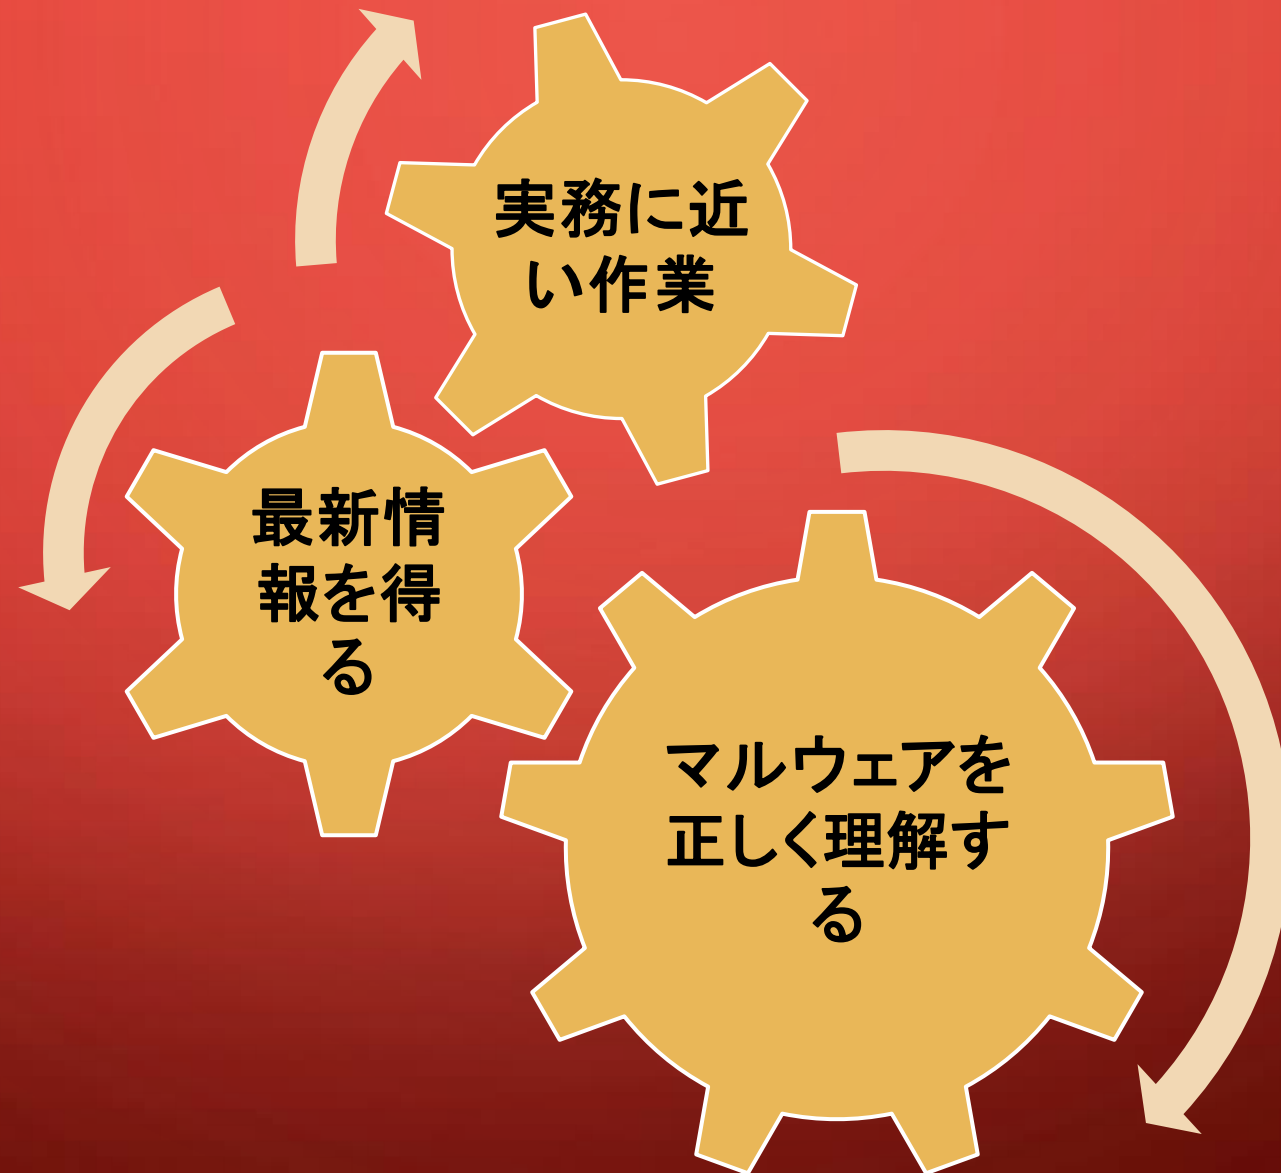 実務に近
い作業
最新情
報を得
る
マルウェアを
正しく理解す
る